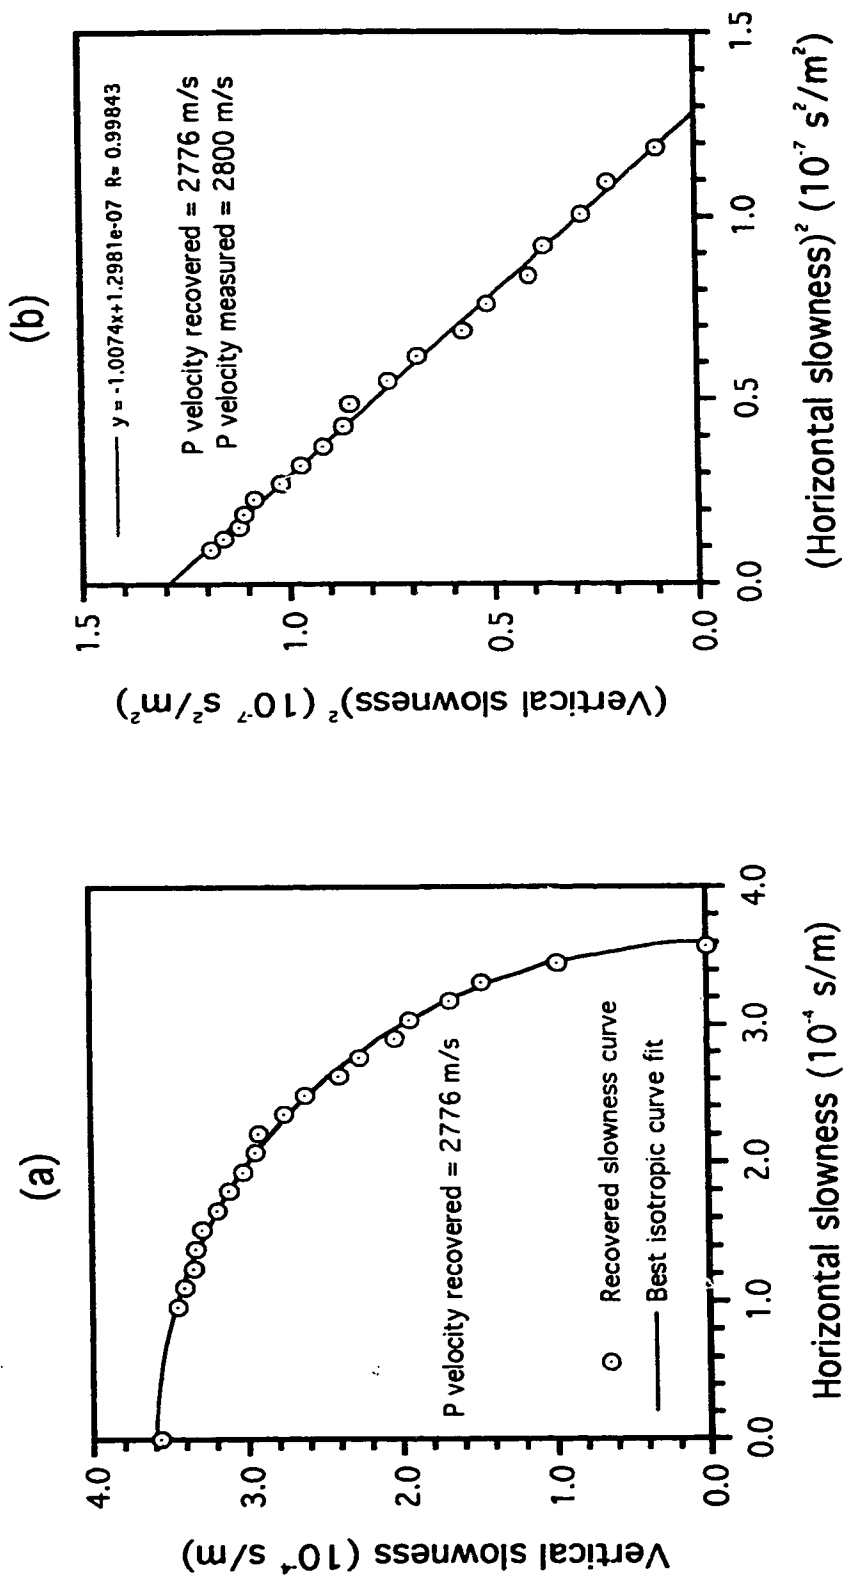 (a)
Vertical slowness (10⁻⁴ s/m)
4.0
3.0
2.0
1.0
0.0
P velocity recovered = 2776 m/s
Recovered slowness curve
Best isotropic curve fit
0.0 1.0 2.0 3.0 4.0
Horizontal slowness (10⁻⁴ s/m)
(b)
(Vertical slowness)² (10⁻⁷ s²/m²)
1.5
1.0
0.5
0.0
y = -1.0074x+1.2981e-07 R= 0.99843
P velocity recovered = 2776 m/s
P velocity measured = 2800 m/s
0.0 0.5 1.0 1.5
(Horizontal slowness)² (10⁻⁷ s²/m²)